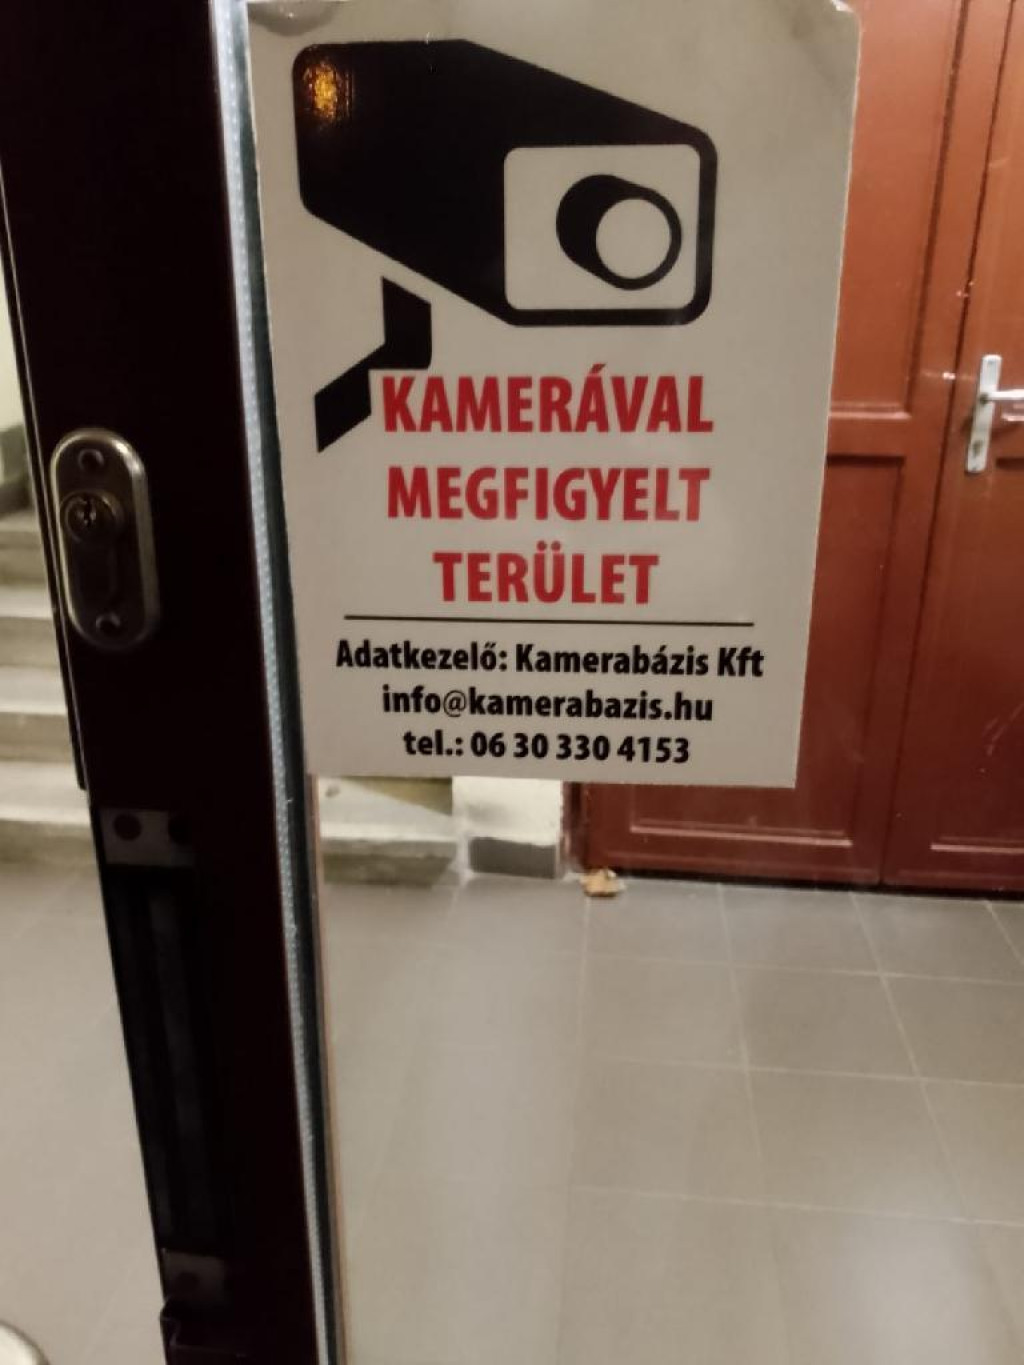 KAMERÁVAL
MEGFIGYELT
TERÜLET
Adatkezelő: Kamerabázis Kft
info@kamerabazis.hu
tel.: 06 30 330 4153